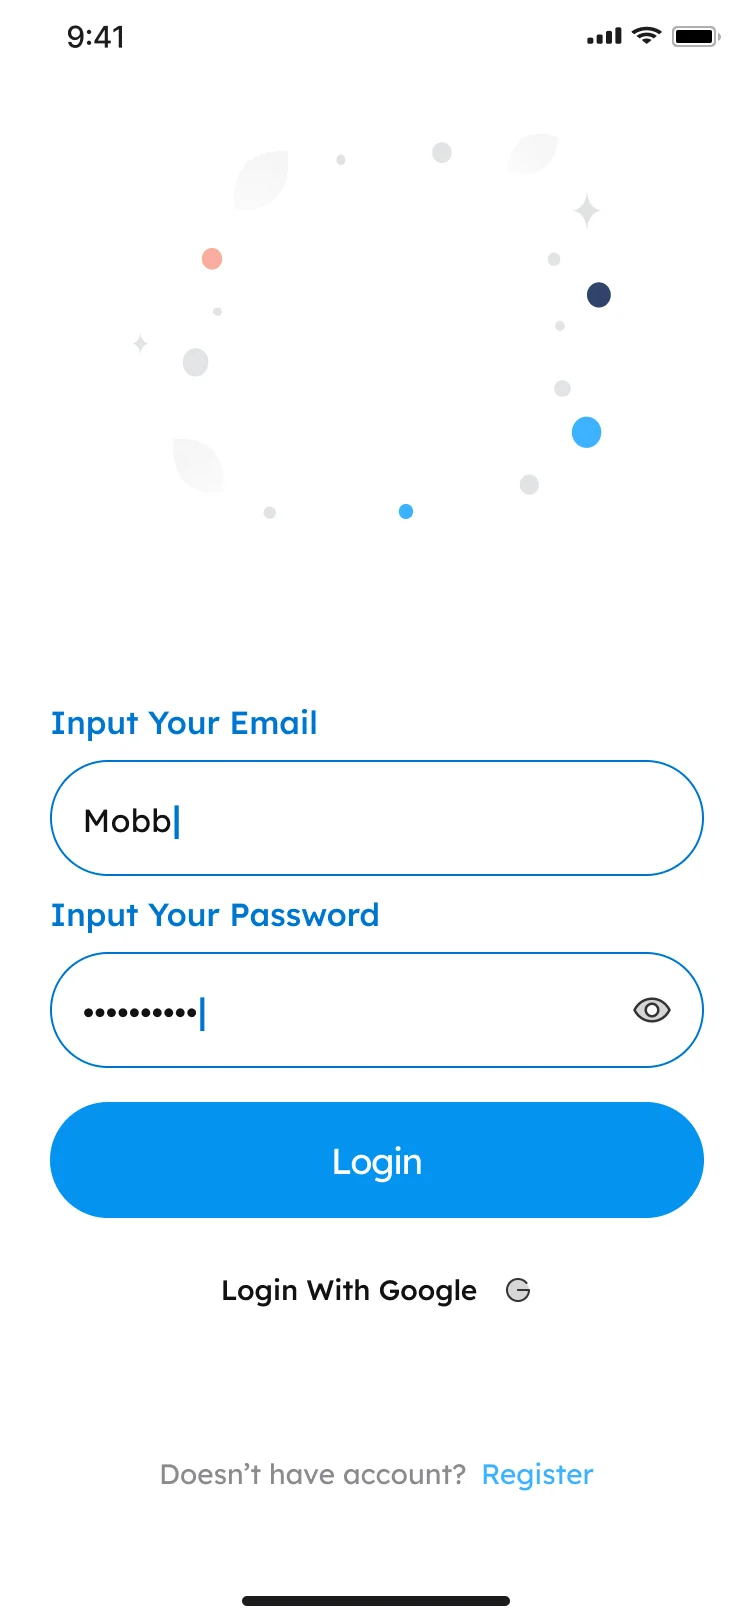 9:41
Input Your Email
Mobb
Input Your Password
••••••••••
Login
Login With Google
Doesn’t have account? Register